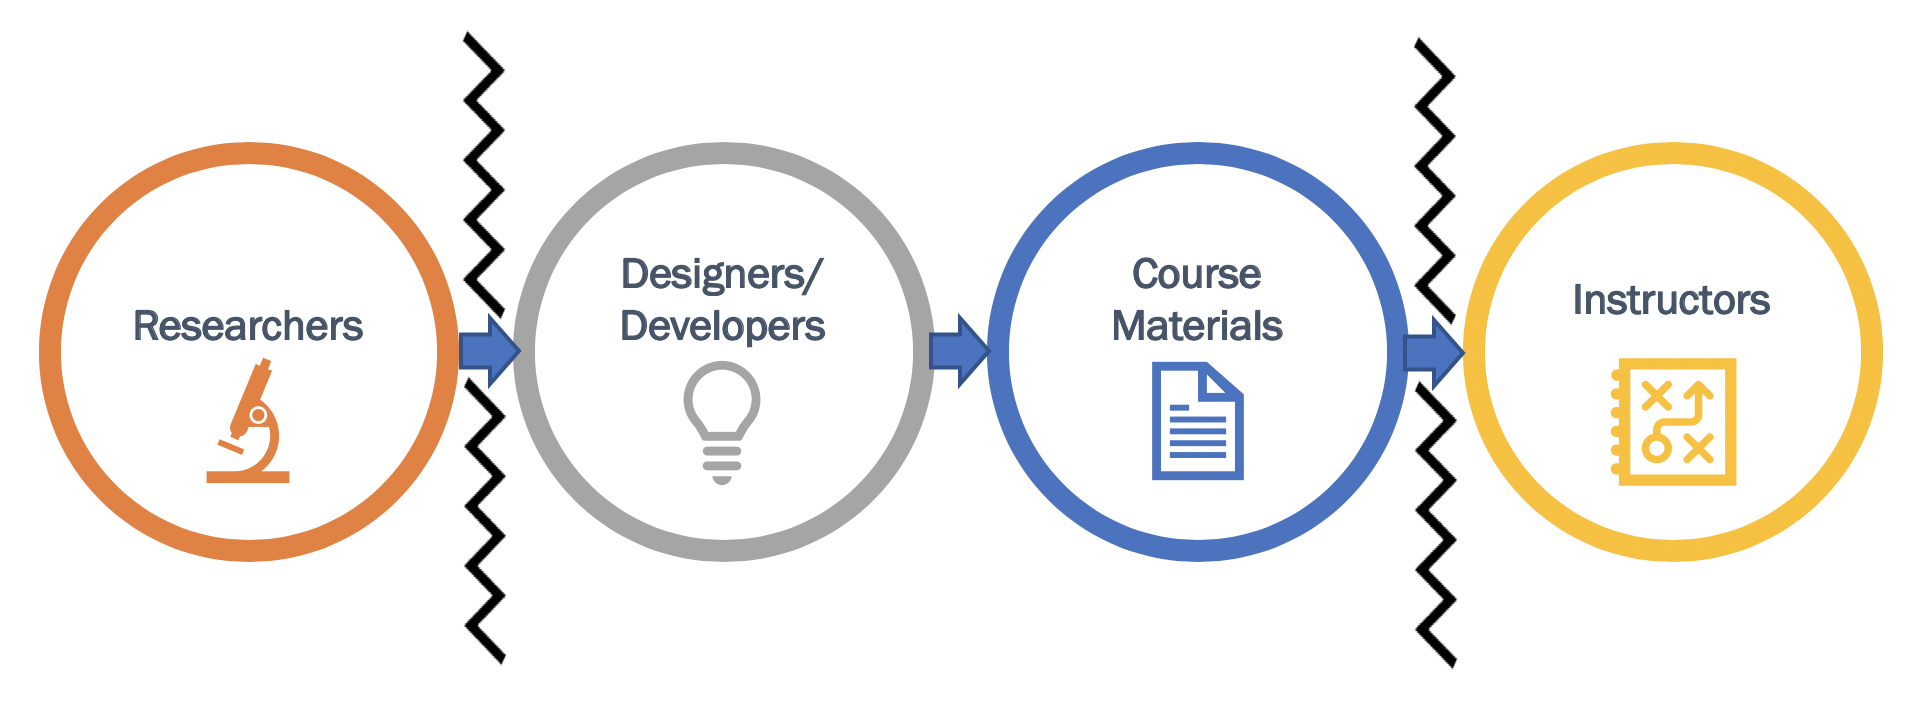 Researchers
Designers/
Developers
Course
Materials
Instructors